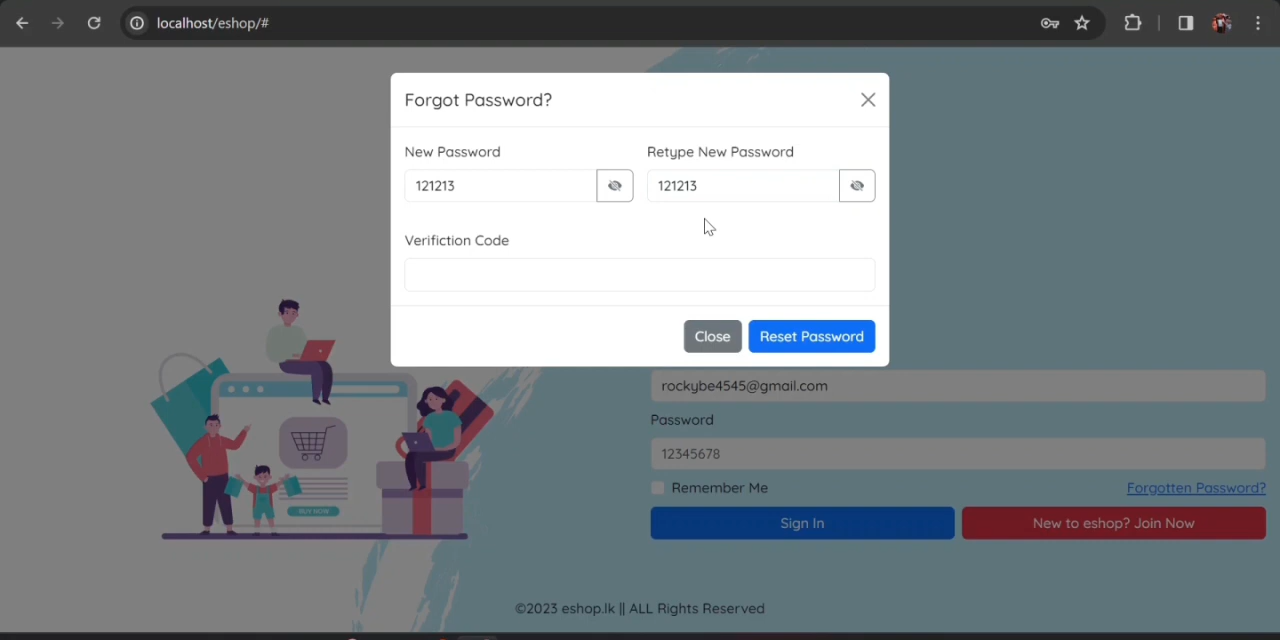 localhost/eshop/#
Forgot Password?
New Password
Retype New Password
121213
121213
Verifiction Code
Close
Reset Password
rockybe4545@gmail.com
Password
12345678
Remember Me
Forgotten Password?
Sign In
New to eshop? Join Now
BUY NOW
©2023 eshop.lk || ALL Rights Reserved